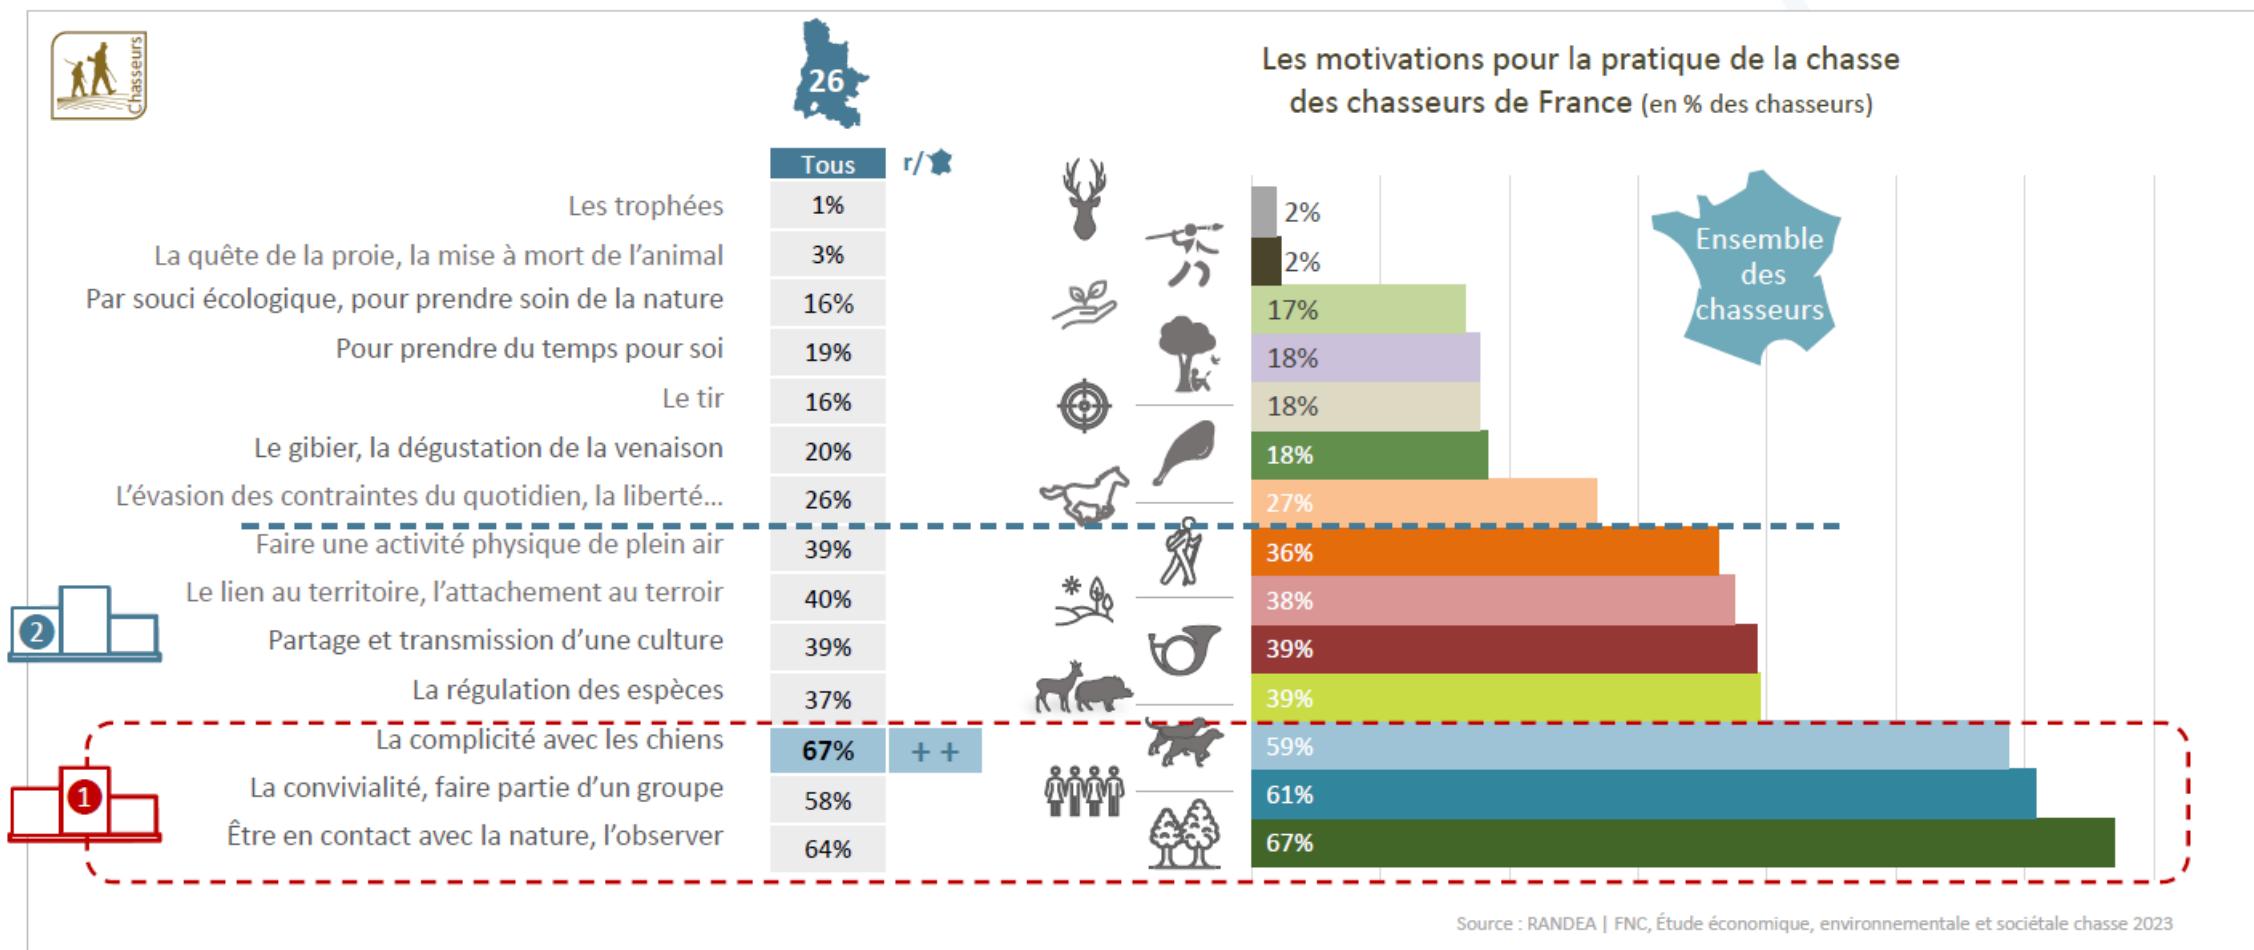 Chasseurs
26
Les motivations pour la pratique de la chasse
des chasseurs de France (en % des chasseurs)
Tous r/
Les trophées 1% 2%
La quête de la proie, la mise à mort de l’animal 3% 2%
Par souci écologique, pour prendre soin de la nature 16% 17%
Pour prendre du temps pour soi 19% 18%
Le tir 16% 18%
Le gibier, la dégustation de la venaison 20% 18%
L’évasion des contraintes du quotidien, la liberté... 26% 27%
Faire une activité physique de plein air 39% 36%
Le lien au territoire, l’attachement au terroir 40% 38%
Partage et transmission d’une culture 39% 39%
La régulation des espèces 37% 39%
La complicité avec les chiens 67% ++ 59%
La convivialité, faire partie d’un groupe 58% 61%
Être en contact avec la nature, l’observer 64% 67%
2
1
Ensemble
des
chasseurs
Source : RANDEA | FNC, Étude économique, environnementale et sociétale chasse 2023